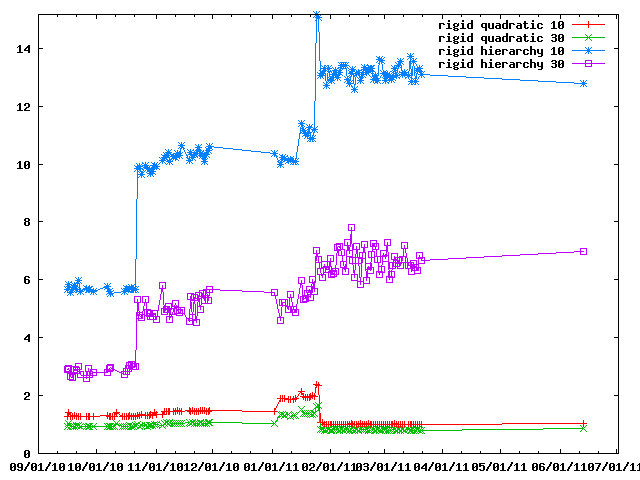 rigid quadratic 10
rigid quadratic 30
rigid hierarchy 10
rigid hierarchy 30
14
12
10
8
6
4
2
0
09/01/10 10/01/10 11/01/10 12/01/10 01/01/11 02/01/11 03/01/11 04/01/11 05/01/11 06/01/11 07/01/11